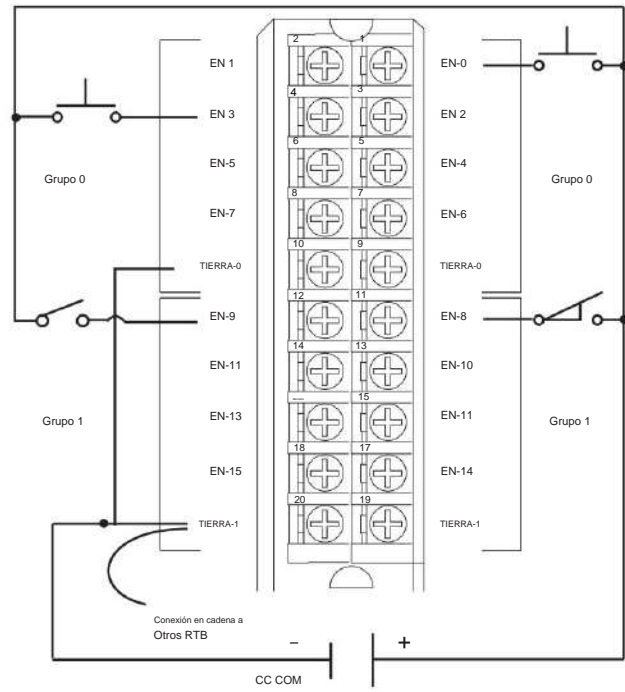 2 1
EN 1 EN-0
4 3
EN 3 EN 2
6 5
EN-5 EN-4
Grupo 0 Grupo 0
8 7
EN-7 EN-6
10 9
TIERRA-0 TIERRA-0
12 11
EN-9 EN-8
14 13
EN-11 EN-10
15
EN-13 EN-11
Grupo 1 Grupo 1
18 17
EN-15 EN-14
20 19
TIERRA-1 TIERRA-1
Conexión en cadena a
Otros RTB
– +
CC COM